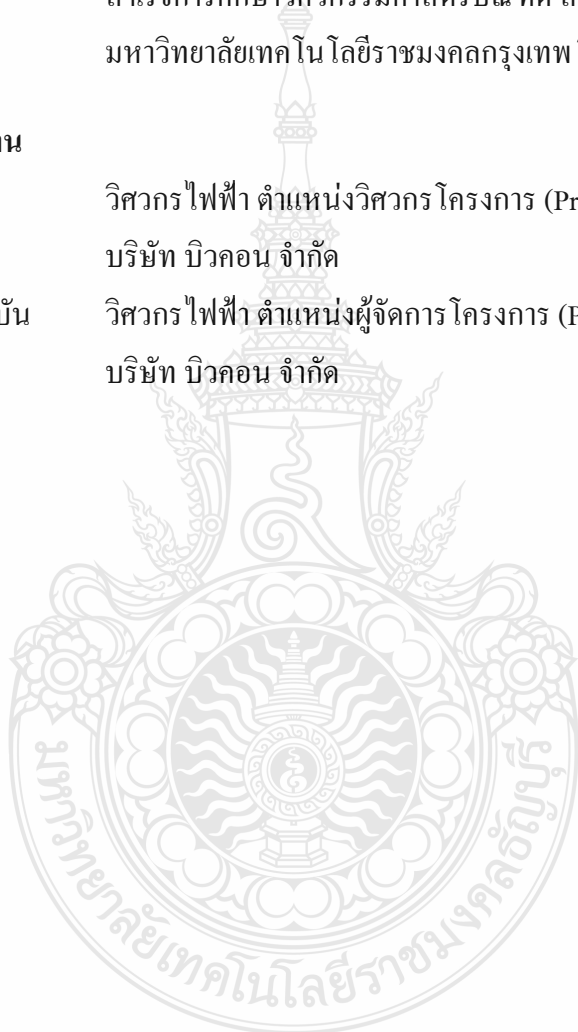 มหาวิทยาลัยเทคโนโลยีราชมงคลกรุงเทพ
วิศวกรไฟฟ้า ตำแหน่งวิศวกรโครงการ (Pr
บริษัท บิวคอน จำกัด
บัน วิศวกรไฟฟ้า ตำแหน่งผู้จัดการโครงการ (P
บริษัท บิวคอน จำกัด
มหาวิทยาลัยเทคโนโลยีราชมงคลธัญบุรี